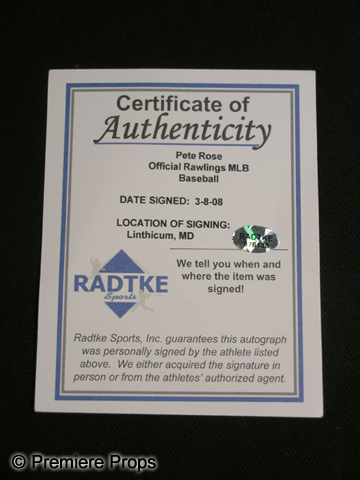 Certificate of
Authenticity
Pete Rose
Official Rawlings MLB
Baseball
DATE SIGNED: 3-8-08
LOCATION OF SIGNING:
Linthicum, MD
RADTKE
We tell you when and
where the item was
signed!
RADTKE
Sports
Radtke Sports, Inc. guarantees this autograph
was personally signed by the athlete listed
above. We either acquired the signature in
person or from the athletes' authorized agent.
© Premiere Props